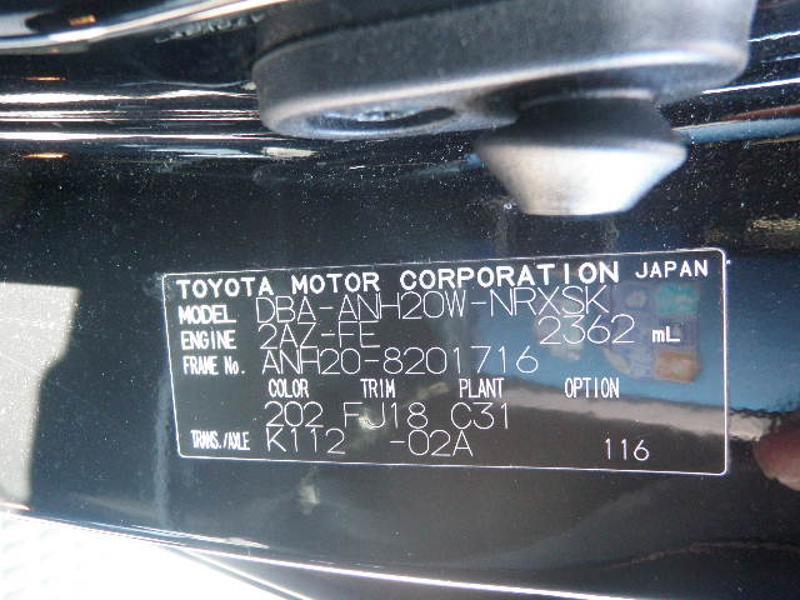 TOYOTA MOTOR CORPORATION JAPAN
MODEL DBA-ANH20W-NRXSK
ENGINE 2AZ-FE 2362 mL
FRAME No. ANH20-8201716
COLOR TRIM PLANT OPTION
202 FJ18 C31
TRANS./AXLE K112 -02A 116